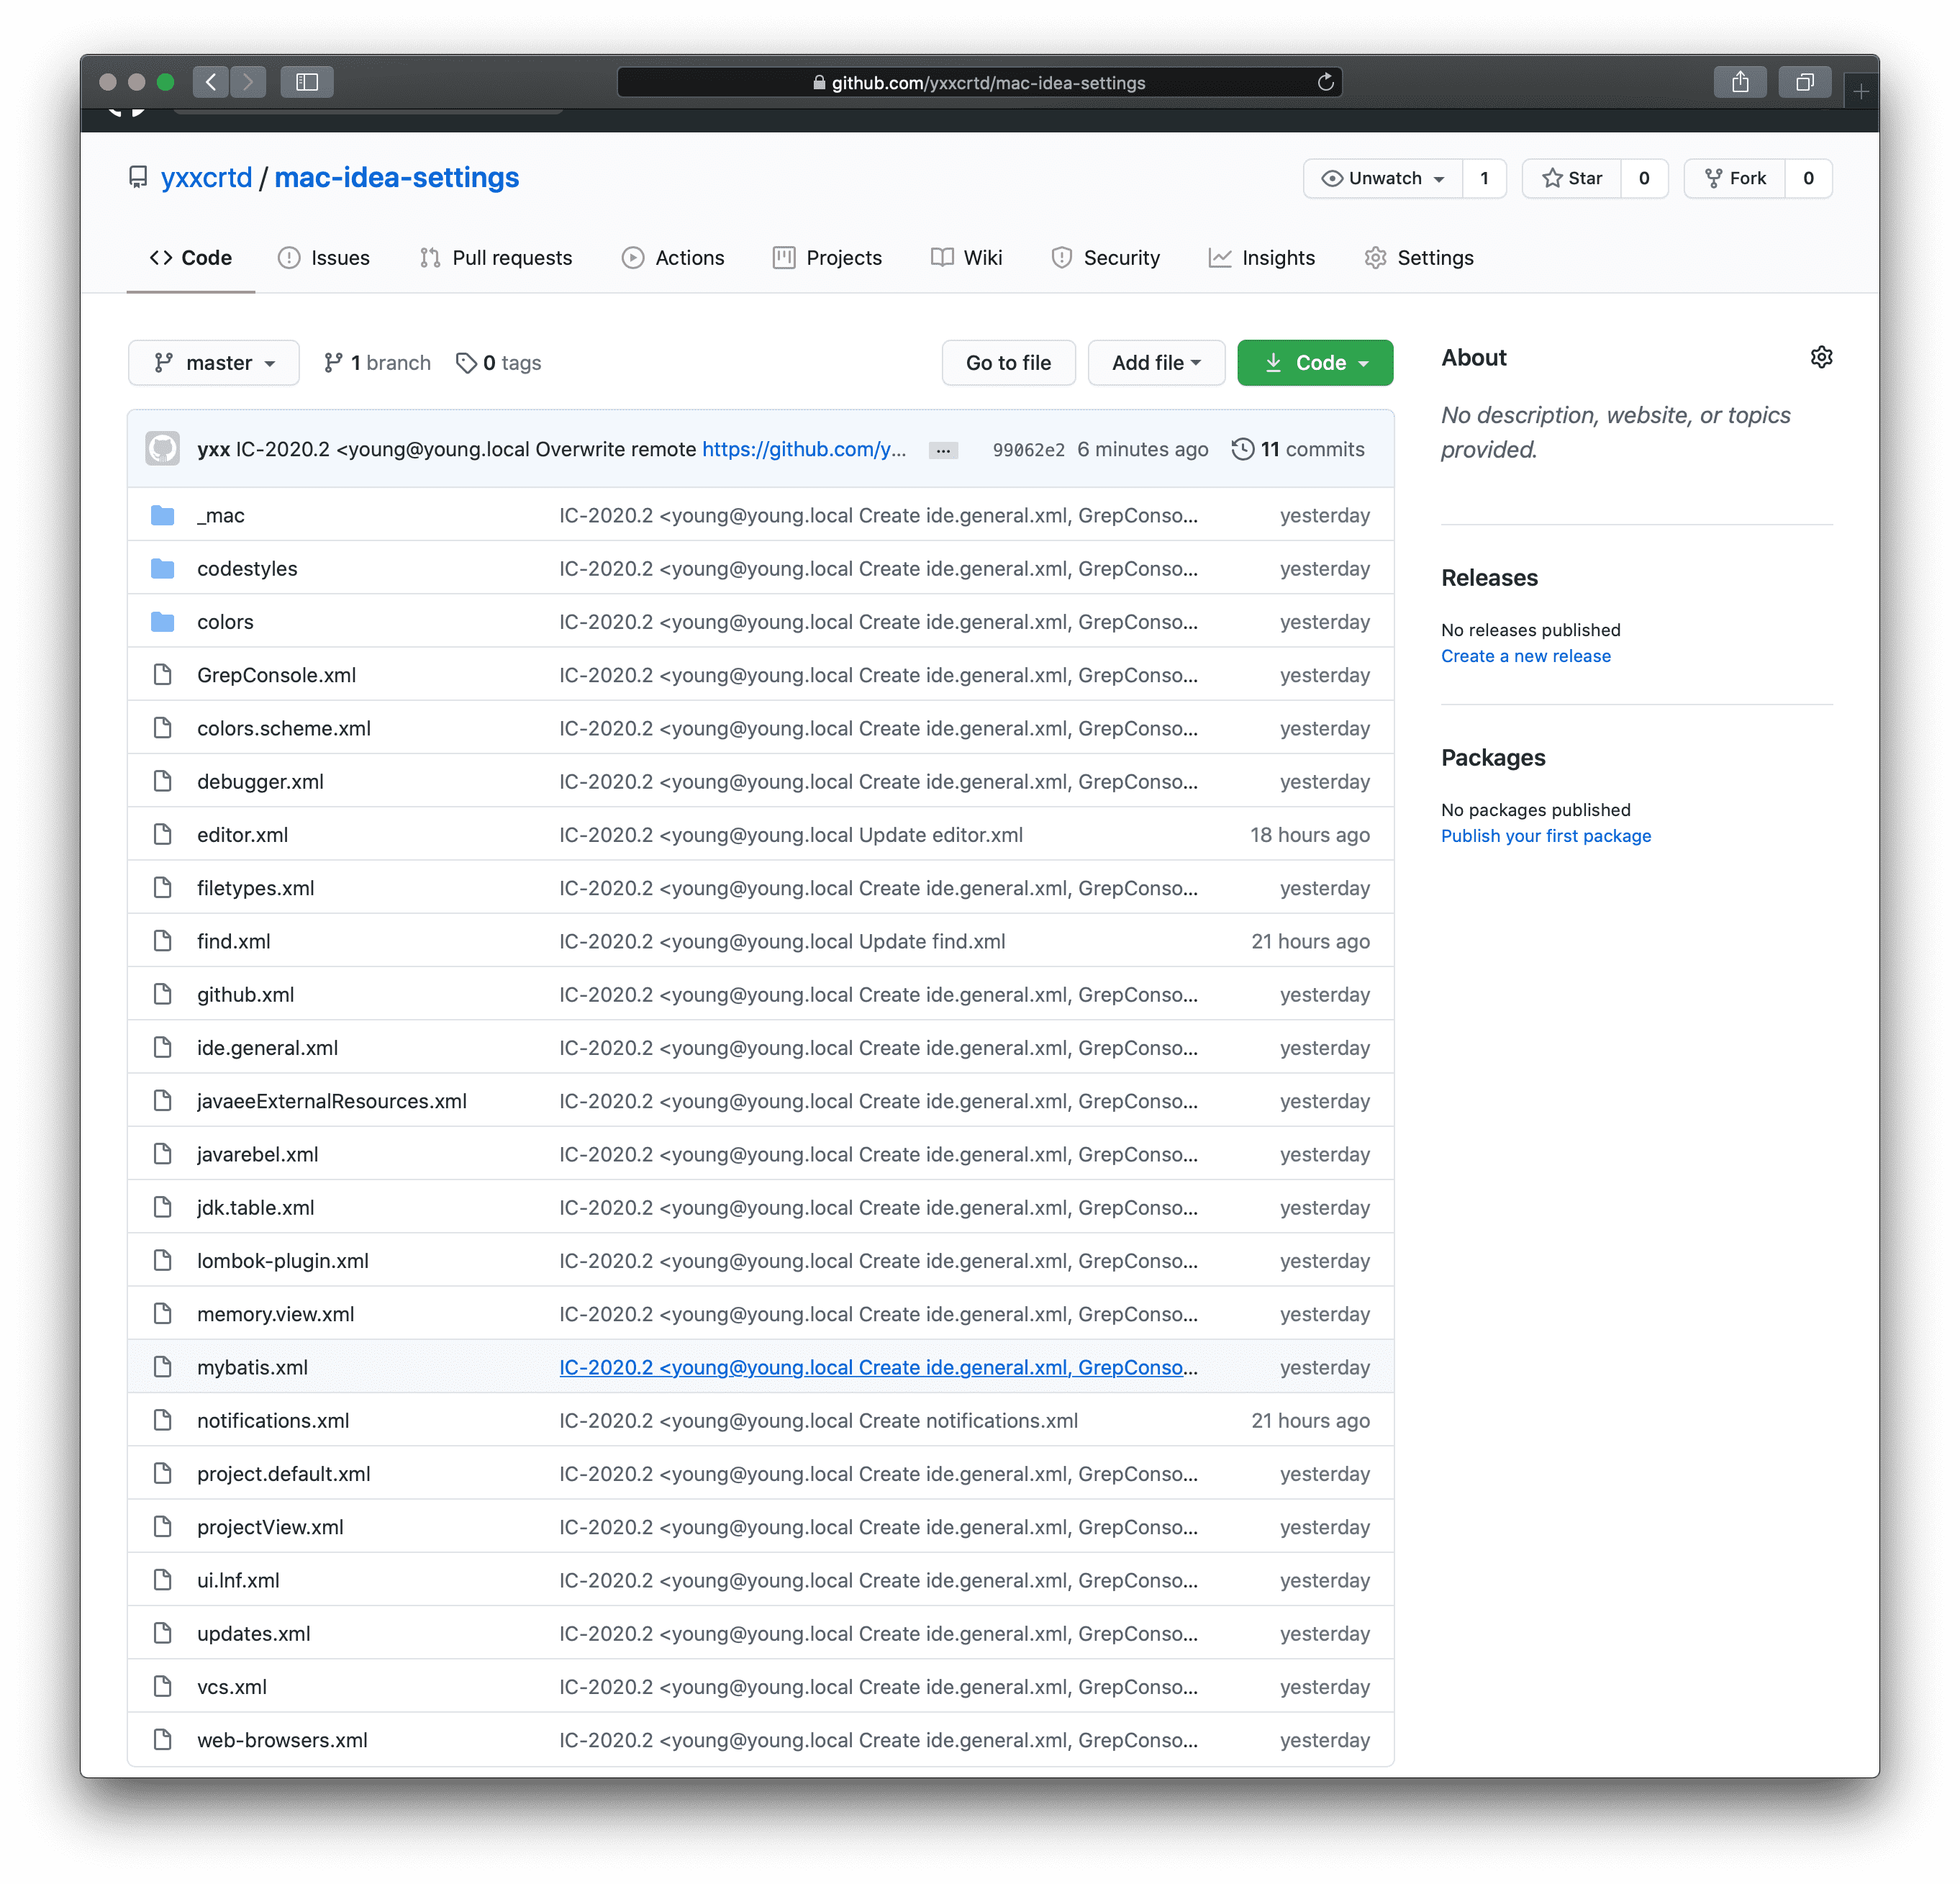 github.com/yxxcrtd/mac-idea-settings
yxxcrtd / mac-idea-settings
Unwatch 1 Star 0 Fork 0
Code Issues Pull requests Actions Projects Wiki Security Insights Settings
master 1 branch 0 tags Go to file Add file Code
yxx IC-2020.2 <young@young.local Overwrite remote https://github.com/y... ... 99062e2 6 minutes ago 11 commits
_mac IC-2020.2 <young@young.local Create ide.general.xml, GrepConso... yesterday
codestyles IC-2020.2 <young@young.local Create ide.general.xml, GrepConso... yesterday
colors IC-2020.2 <young@young.local Create ide.general.xml, GrepConso... yesterday
GrepConsole.xml IC-2020.2 <young@young.local Create ide.general.xml, GrepConso... yesterday
colors.scheme.xml IC-2020.2 <young@young.local Create ide.general.xml, GrepConso... yesterday
debugger.xml IC-2020.2 <young@young.local Create ide.general.xml, GrepConso... yesterday
editor.xml IC-2020.2 <young@young.local Update editor.xml 18 hours ago
filetypes.xml IC-2020.2 <young@young.local Create ide.general.xml, GrepConso... yesterday
find.xml IC-2020.2 <young@young.local Update find.xml 21 hours ago
github.xml IC-2020.2 <young@young.local Create ide.general.xml, GrepConso... yesterday
ide.general.xml IC-2020.2 <young@young.local Create ide.general.xml, GrepConso... yesterday
javaeeExternalResources.xml IC-2020.2 <young@young.local Create ide.general.xml, GrepConso... yesterday
javarebel.xml IC-2020.2 <young@young.local Create ide.general.xml, GrepConso... yesterday
jdk.table.xml IC-2020.2 <young@young.local Create ide.general.xml, GrepConso... yesterday
lombok-plugin.xml IC-2020.2 <young@young.local Create ide.general.xml, GrepConso... yesterday
memory.view.xml IC-2020.2 <young@young.local Create ide.general.xml, GrepConso... yesterday
mybatis.xml IC-2020.2 <young@young.local Create ide.general.xml, GrepConso... yesterday
notifications.xml IC-2020.2 <young@young.local Create notifications.xml 21 hours ago
project.default.xml IC-2020.2 <young@young.local Create ide.general.xml, GrepConso... yesterday
projectView.xml IC-2020.2 <young@young.local Create ide.general.xml, GrepConso... yesterday
ui.lnf.xml IC-2020.2 <young@young.local Create ide.general.xml, GrepConso... yesterday
updates.xml IC-2020.2 <young@young.local Create ide.general.xml, GrepConso... yesterday
vcs.xml IC-2020.2 <young@young.local Create ide.general.xml, GrepConso... yesterday
web-browsers.xml IC-2020.2 <young@young.local Create ide.general.xml, GrepConso... yesterday
About
No description, website, or topics
provided.
Releases
No releases published
Create a new release
Packages
No packages published
Publish your first package